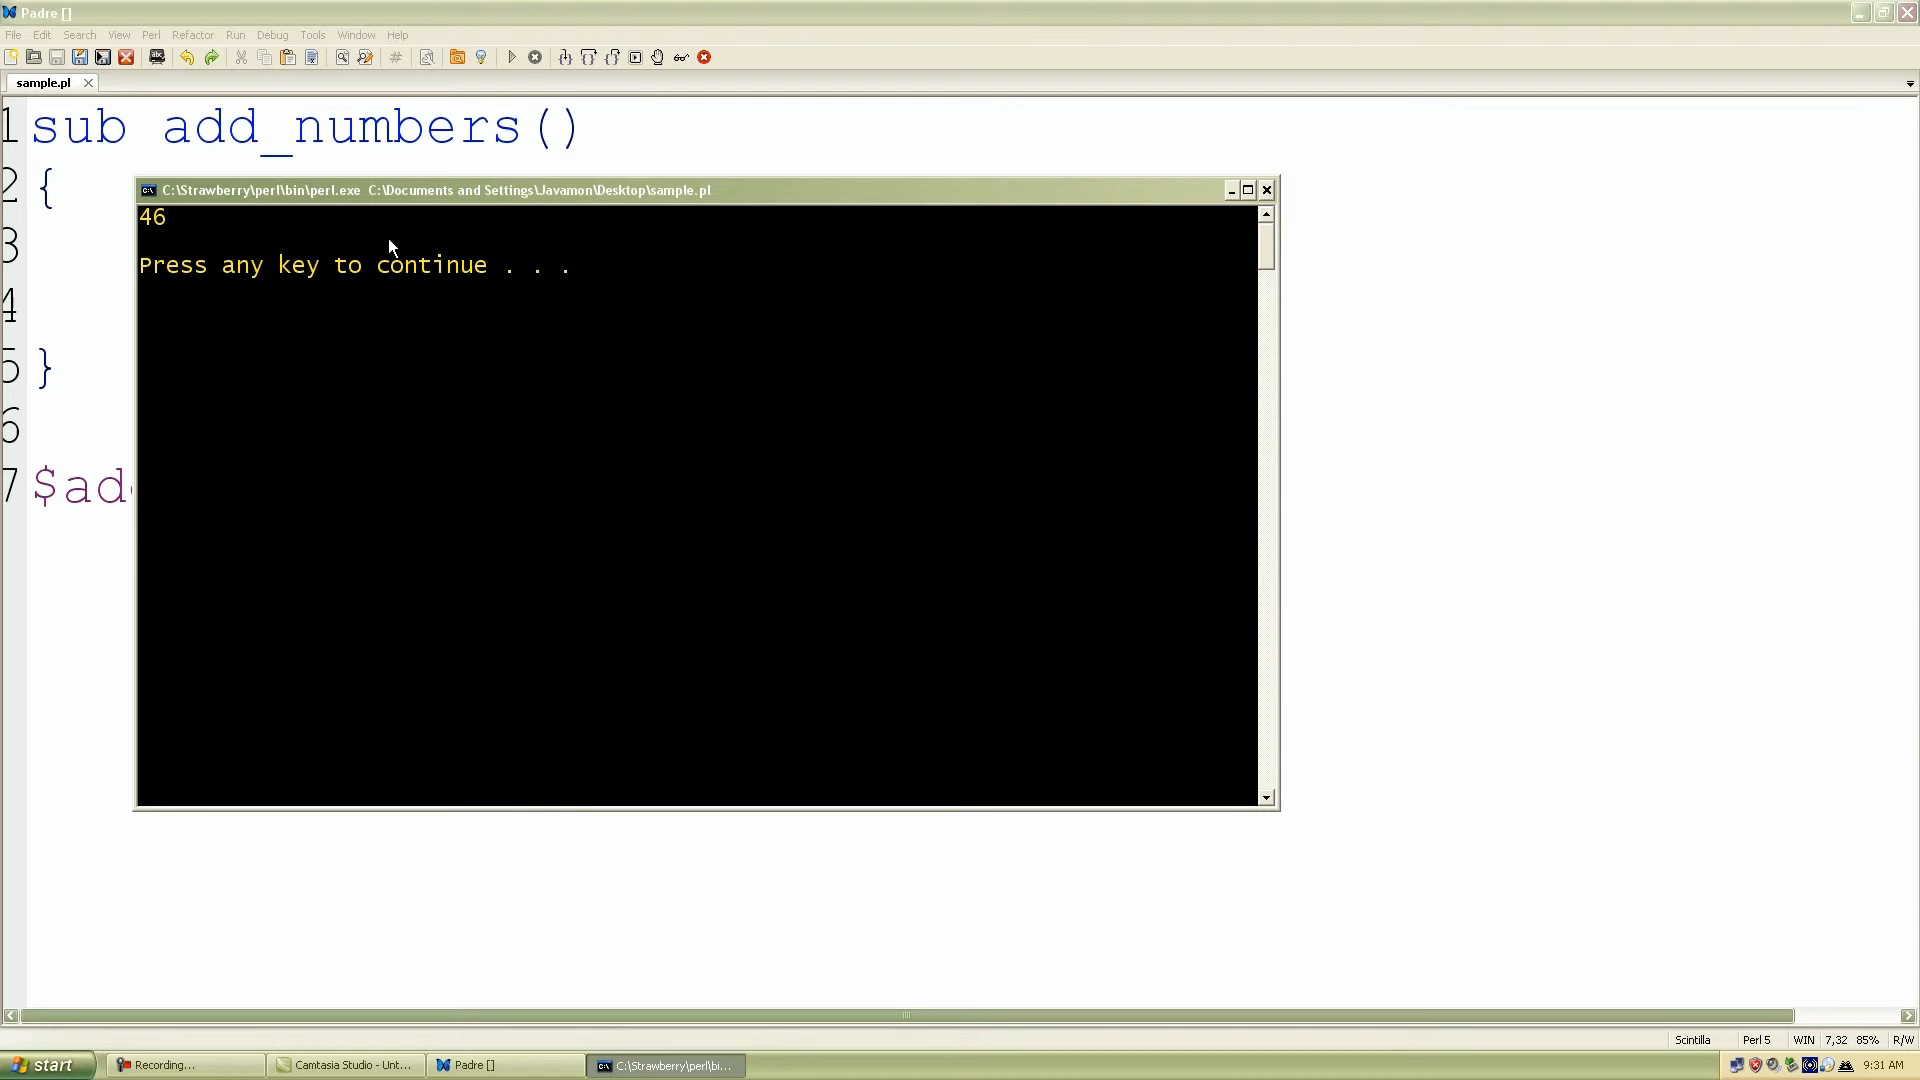 Padre []
File Edit Search View Perl Refactor Run Debug Tools Window Help
sample.pl
1 sub add_numbers()
2 {
3
4
5 }
6
7 $add
C:\Strawberry\perl\bin\perl.exe C:\Documents and Settings\Javamon\Desktop\sample.pl
46
Press any key to continue . . .
Scintilla Perl 5 WIN 7,32 85% R/W
start Recording... Camtasia Studio - Unt... Padre [] C:\Strawberry\perl\bi... 9:31 AM